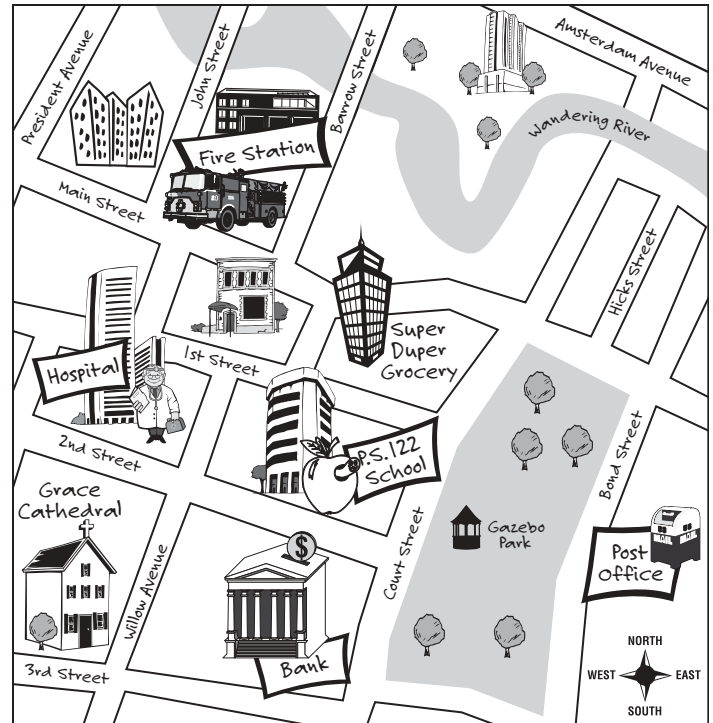 Amsterdam Avenue
President Avenue
John Street
Barrow Street
Wandering River
Fire Station
Main Street
Hicks Street
Super
Duper
Grocery
1st Street
Hospital
P.S. 122
School
2nd Street
Bond Street
Grace
Cathedral
Gazebo
Park
Court Street
$
Post
Office
Willow Avenue
Bank
3rd Street
NORTH
WEST
EAST
SOUTH